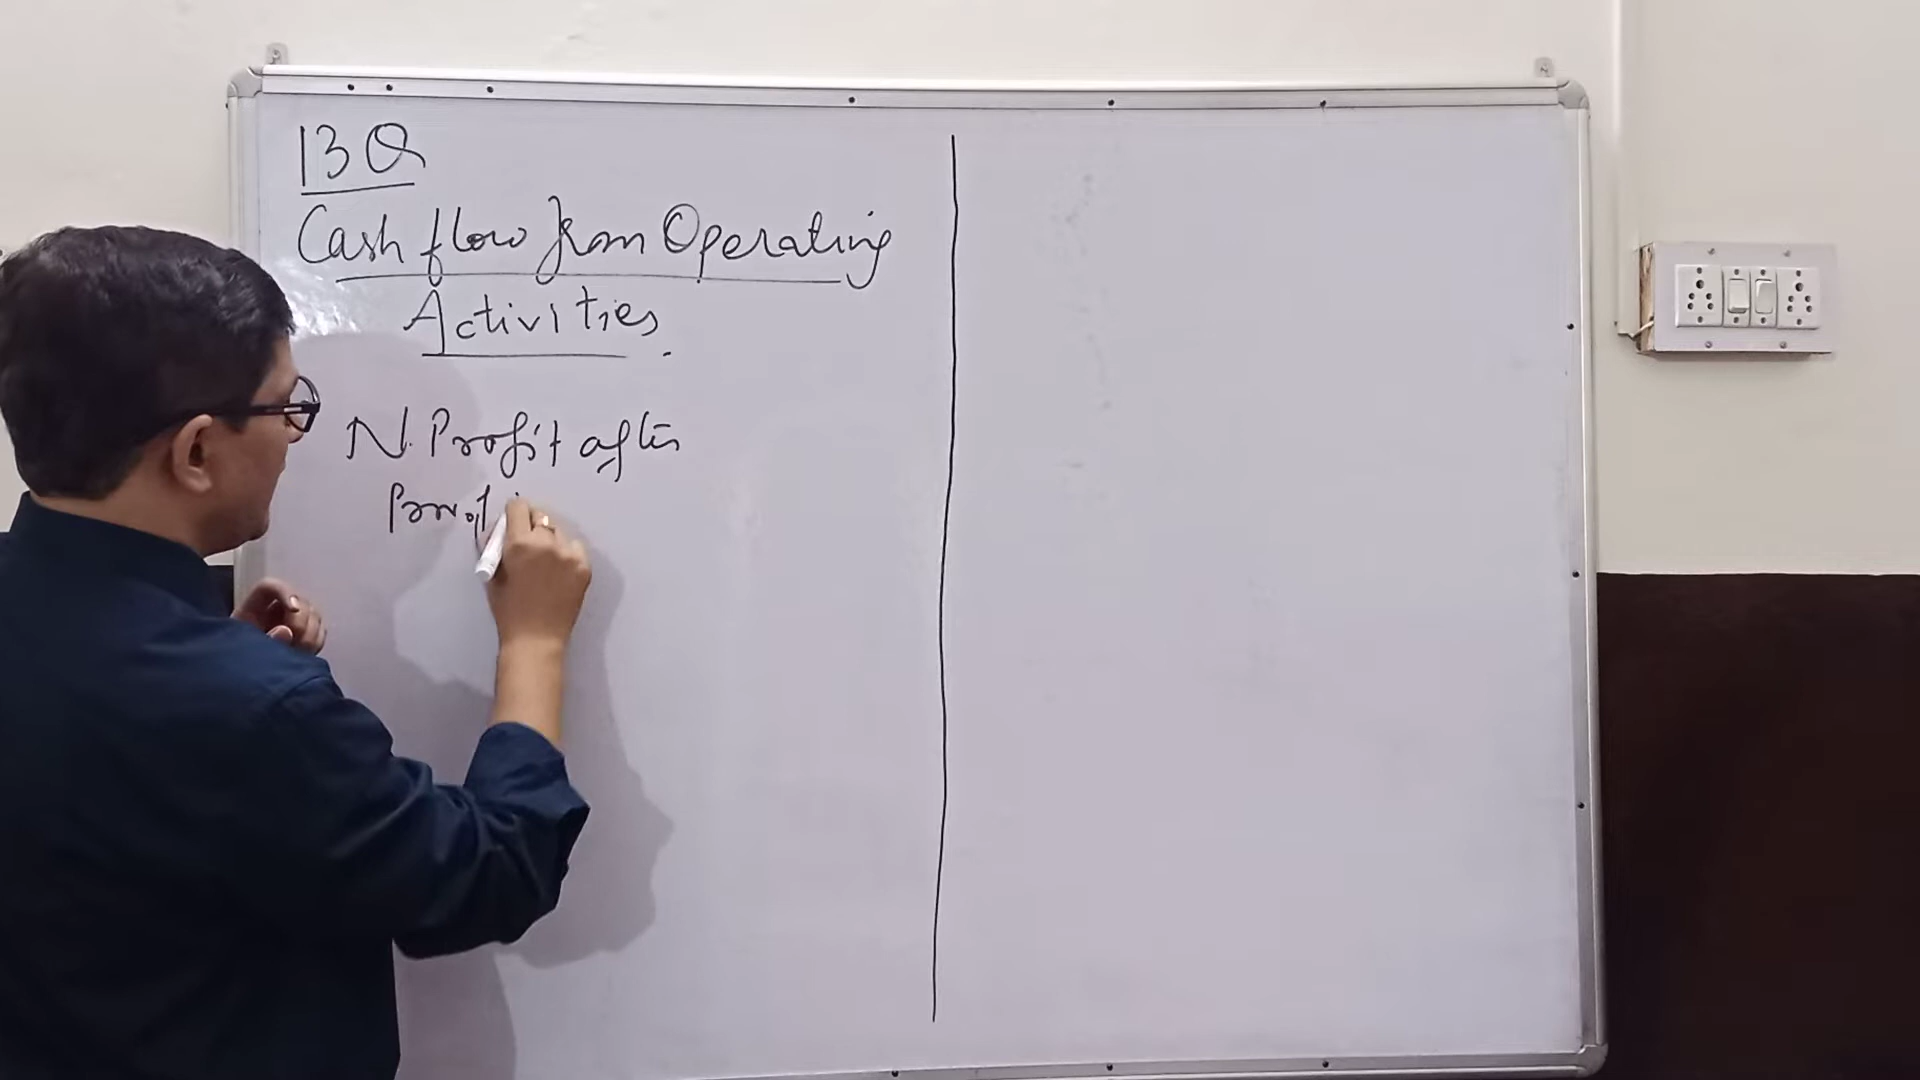 13 Q
Cash flow from Operating
Activities.
N. Profit after